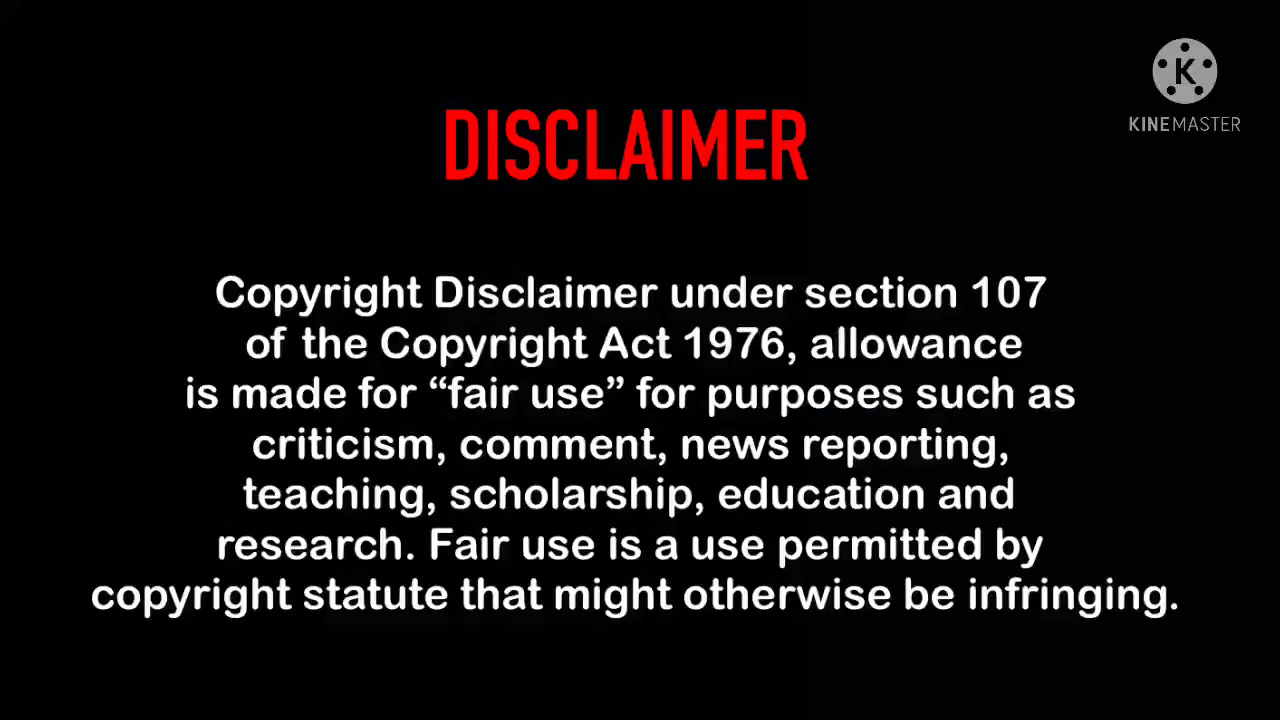 K
KINEMASTER
DISCLAIMER
Copyright Disclaimer under section 107
of the Copyright Act 1976, allowance
is made for “fair use” for purposes such as
criticism, comment, news reporting,
teaching, scholarship, education and
research. Fair use is a use permitted by
copyright statute that might otherwise be infringing.